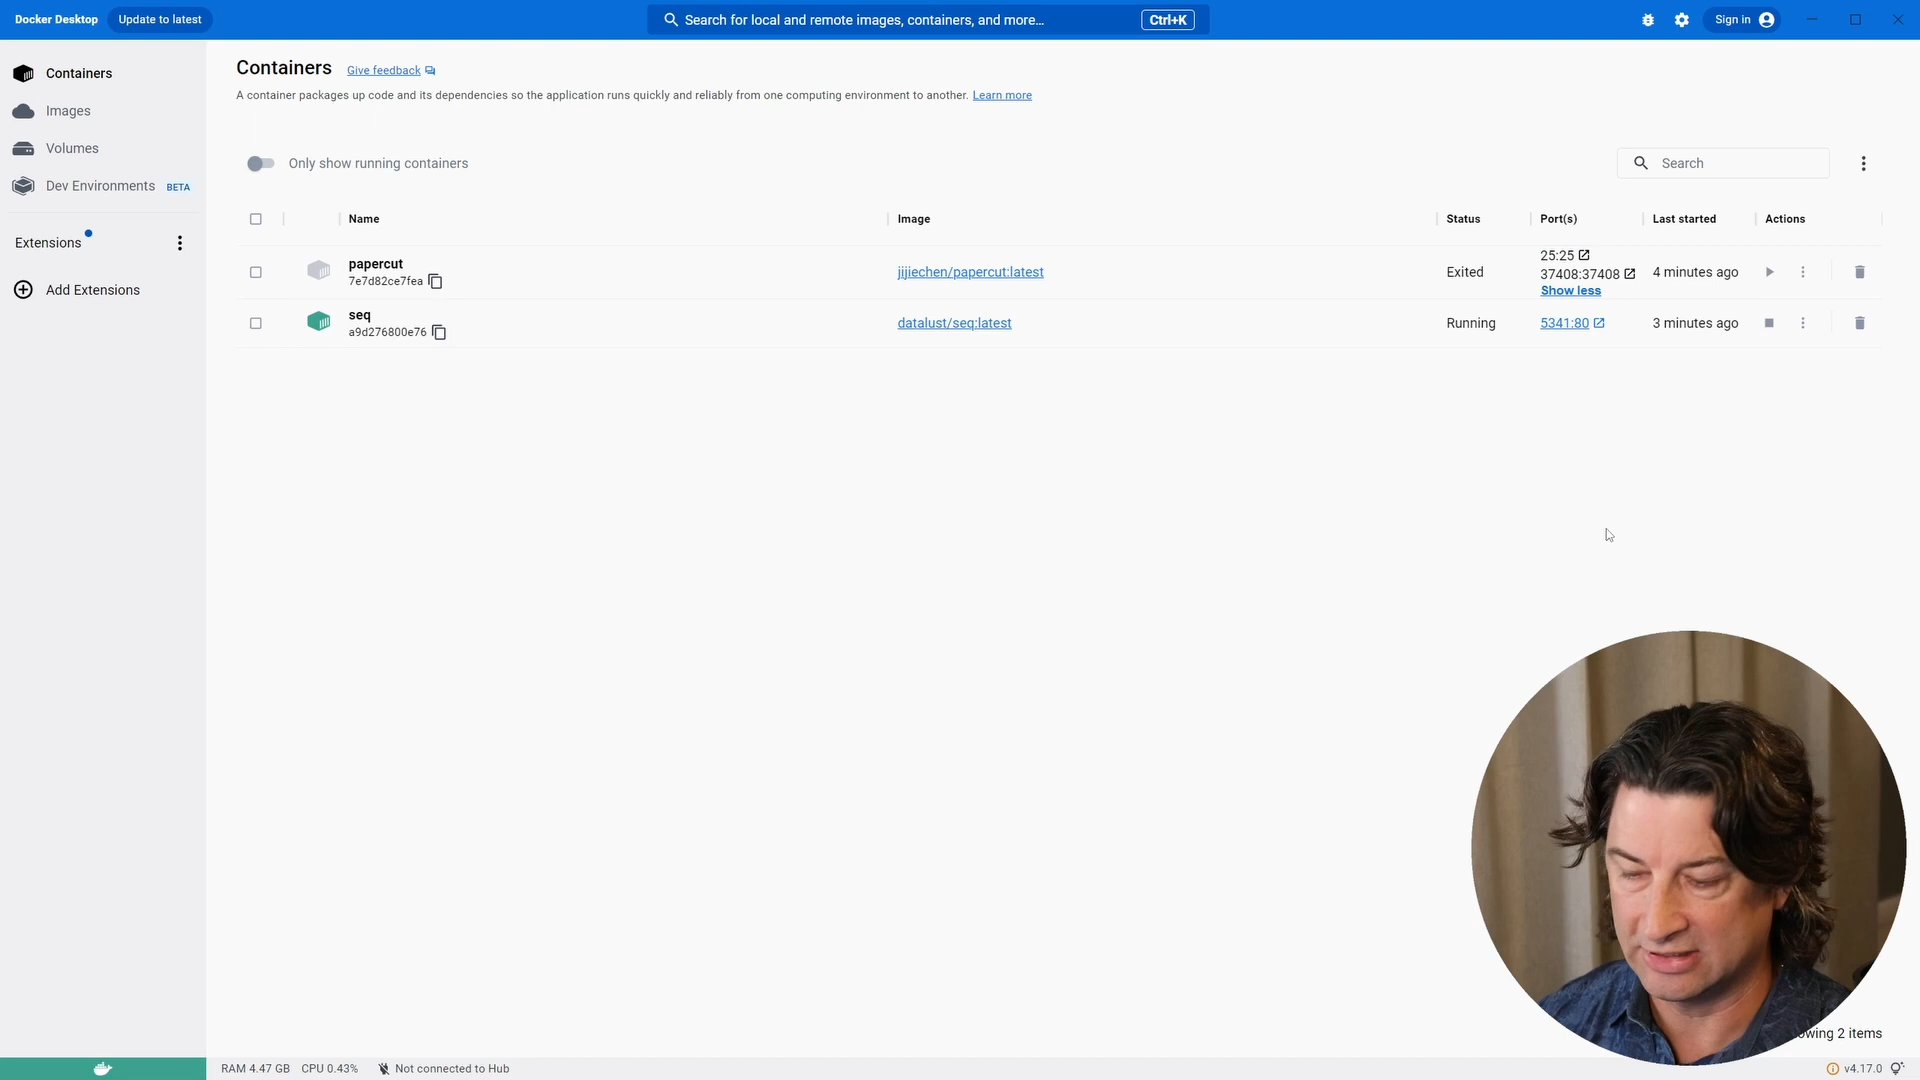 Docker Desktop
Update to latest
Search for local and remote images, containers, and more...
Ctrl+K
Sign in
Containers
Images
Volumes
Dev Environments BETA
Extensions
Add Extensions
Containers Give feedback
A container packages up code and its dependencies so the application runs quickly and reliably from one computing environment to another. Learn more
Only show running containers
Search
Name Image Status Port(s) Last started Actions
papercut
7e7d82ce7fea
jijiechen/papercut:latest
Exited
25:25
37408:37408
Show less
4 minutes ago
seq
a9d276800e76
datalust/seq:latest
Running
5341:80
3 minutes ago
owing 2 items
RAM 4.47 GB CPU 0.43% Not connected to Hub
v4.17.0